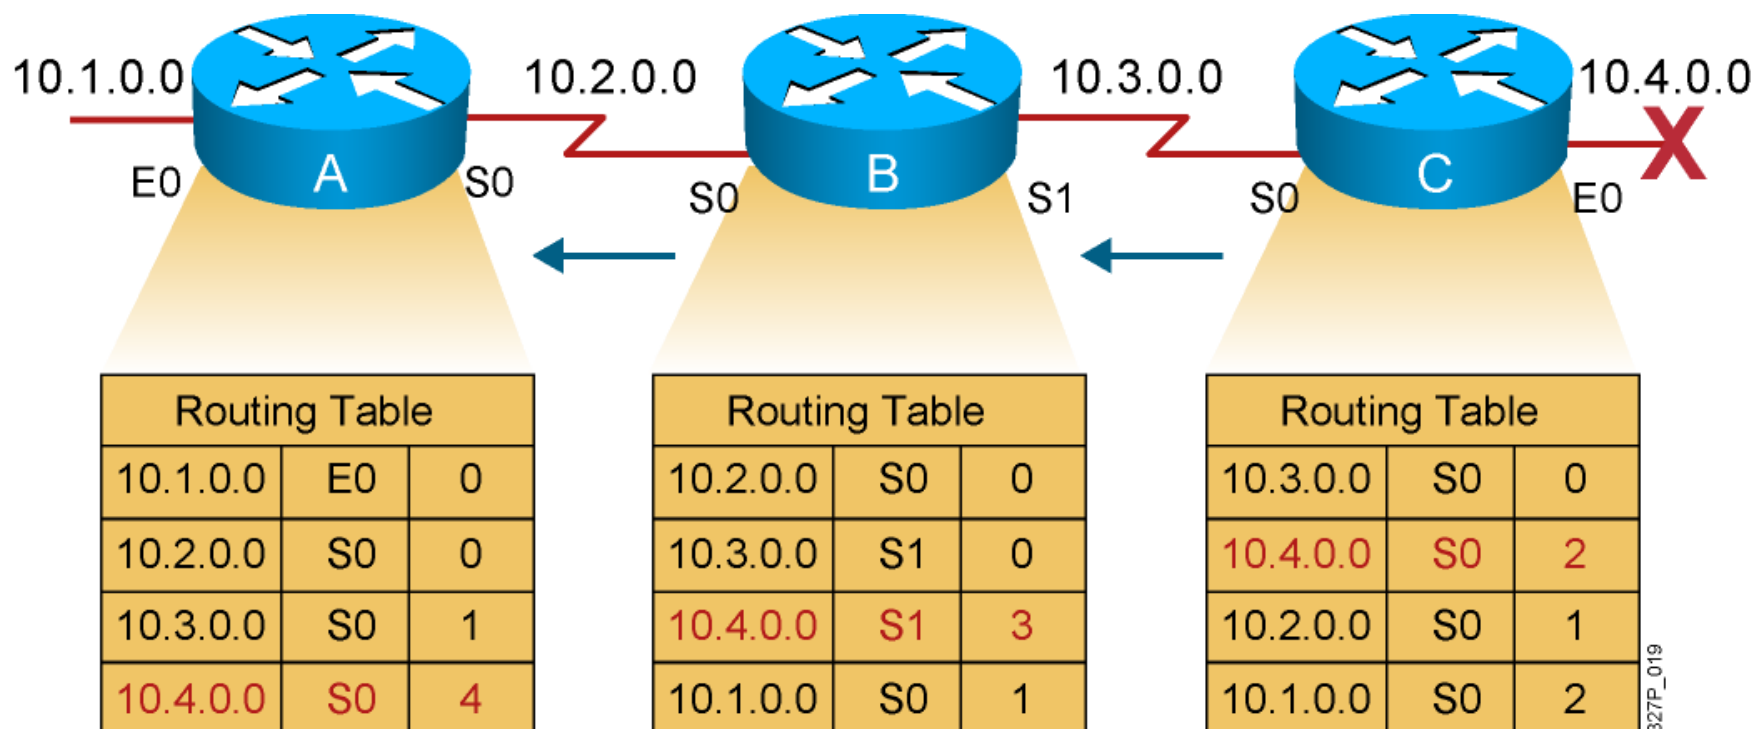 10.1.0.0 10.2.0.0 10.3.0.0 10.4.0.0
X
A B C
E0 S0 S0 S1 S0 E0
Routing Table
10.1.0.0 E0 0
10.2.0.0 S0 0
10.3.0.0 S0 1
10.4.0.0 S0 4
Routing Table
10.2.0.0 S0 0
10.3.0.0 S1 0
10.4.0.0 S1 3
10.1.0.0 S0 1
Routing Table
10.3.0.0 S0 0
10.4.0.0 S0 2
10.2.0.0 S0 1
10.1.0.0 S0 2
327P_019